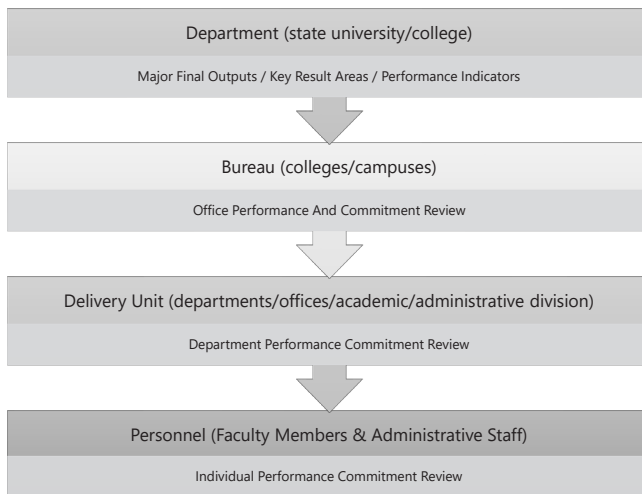 Department (state university/college)
Major Final Outputs / Key Result Areas / Performance Indicators
Bureau (colleges/campuses)
Office Performance And Commitment Review
Delivery Unit (departments/offices/academic/administrative division)
Department Performance Commitment Review
Personnel (Faculty Members & Administrative Staff)
Individual Performance Commitment Review